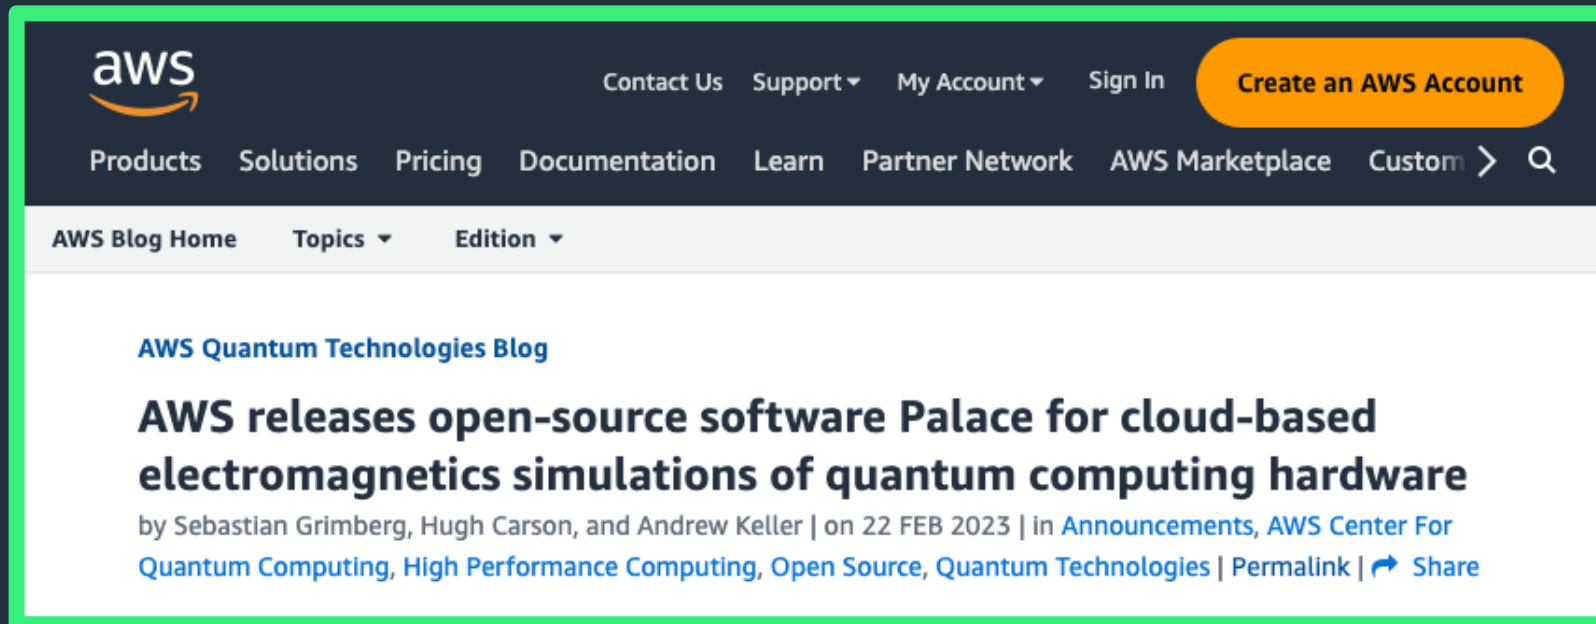 aws
Contact Us Support My Account Sign In Create an AWS Account
Products Solutions Pricing Documentation Learn Partner Network AWS Marketplace Custom
AWS Blog Home Topics Edition
AWS Quantum Technologies Blog
AWS releases open-source software Palace for cloud-based
electromagnetics simulations of quantum computing hardware
by Sebastian Grimberg, Hugh Carson, and Andrew Keller | on 22 FEB 2023 | in Announcements, AWS Center For
Quantum Computing, High Performance Computing, Open Source, Quantum Technologies | Permalink | Share